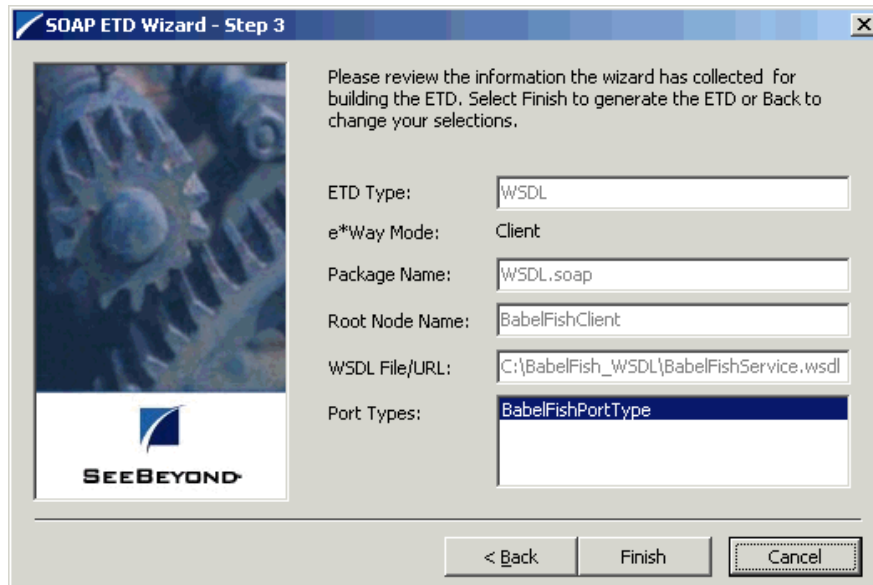 SOAP ETD Wizard - Step 3
Please review the information the wizard has collected for
building the ETD. Select Finish to generate the ETD or Back to
change your selections.
ETD Type: WSDL
e*Way Mode: Client
Package Name: WSDL.soap
Root Node Name: BabelFishClient
WSDL File/URL: C:\BabelFish_WSDL\BabelFishService.wsdl
Port Types: BabelFishPortType
SEEBEYOND
< Back Finish Cancel